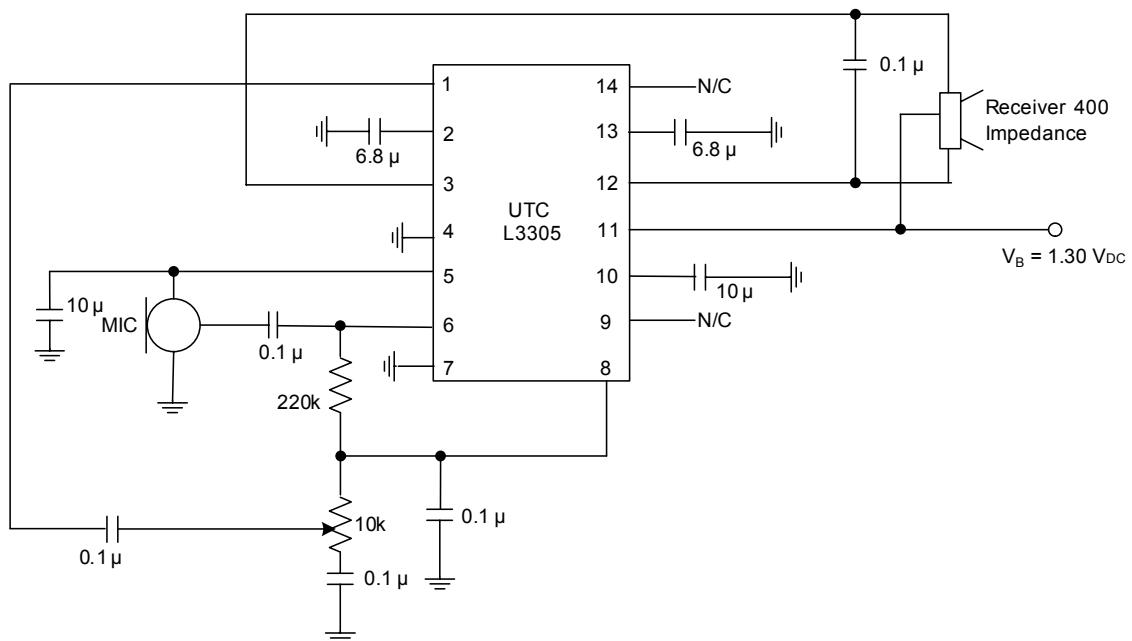 0.1 µ
Receiver 400
Impedance
1
2
3
4
5
6
7
14
13
12
11
10
9
8
N/C
6.8 µ
6.8 µ
UTC
L3305
V_B = 1.30 V_DC
10 µ
N/C
10 µ
MIC
0.1 µ
220k
0.1 µ
10k
0.1 µ
0.1 µ